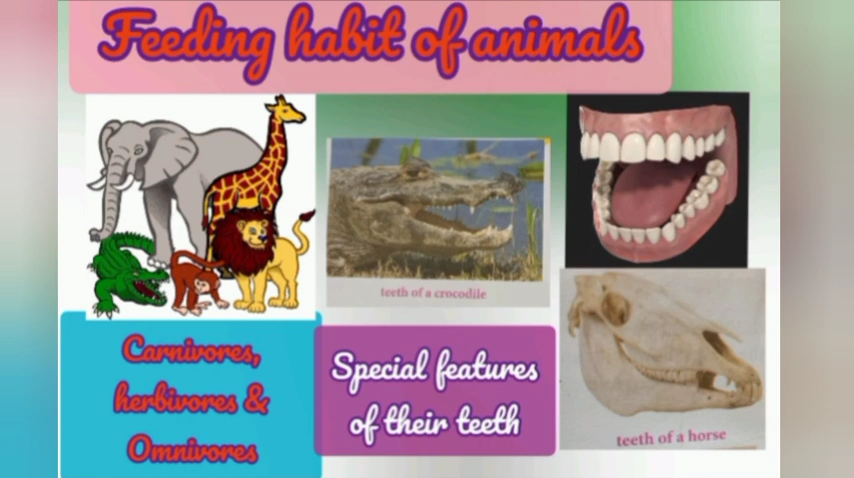 Feeding habit of animals
teeth of a crocodile
Carnivores,
herbivores &
Omnivores
Special features
of their teeth
teeth of a horse